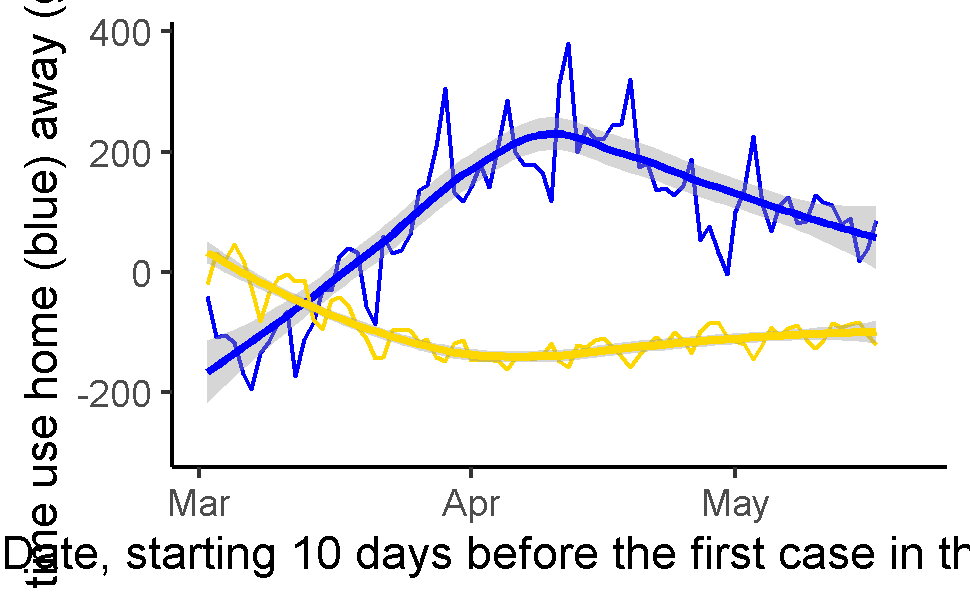 400
200
0
-200
time use home (blue) away (
Mar Apr May
Date, starting 10 days before the first case in th